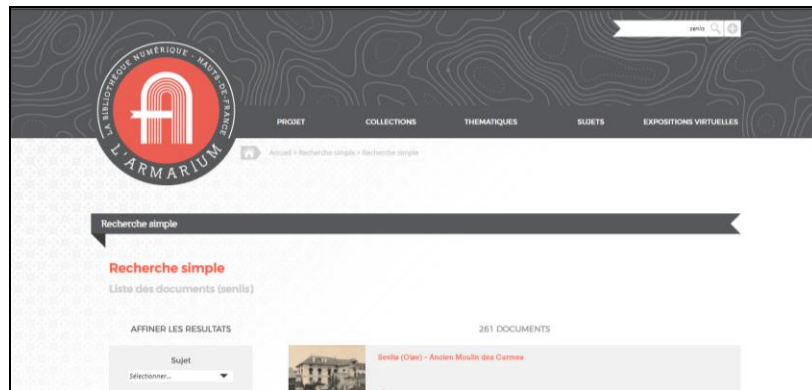 senlis
LA BIBLIOTHÈQUE NUMÉRIQUE - HAUTS-DE-FRANCE
L'ARMARIUM
PROJET COLLECTIONS THEMATIQUES SUJETS EXPOSITIONS VIRTUELLES
Accueil > Recherche simple > Recherche simple
Recherche simple
Recherche simple
Liste des documents (senlis)
AFFINER LES RESULTATS
261 DOCUMENTS
Sujet
Sélectionner...
Senlis (Oise) - Ancien Moulin des Carmes